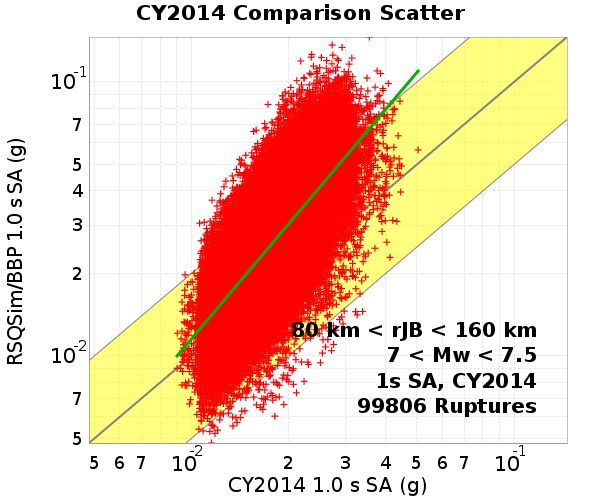 CY2014 Comparison Scatter
RSQSim/BBP 1.0 s SA (g)
10-1
7
5
4
3
2
10-2
7
5
80 km < rJB < 160 km
7 < Mw < 7.5
1s SA, CY2014
99806 Ruptures
5 6 7 10-2 2 3 4 5 6 7 10-1
CY2014 1.0 s SA (g)